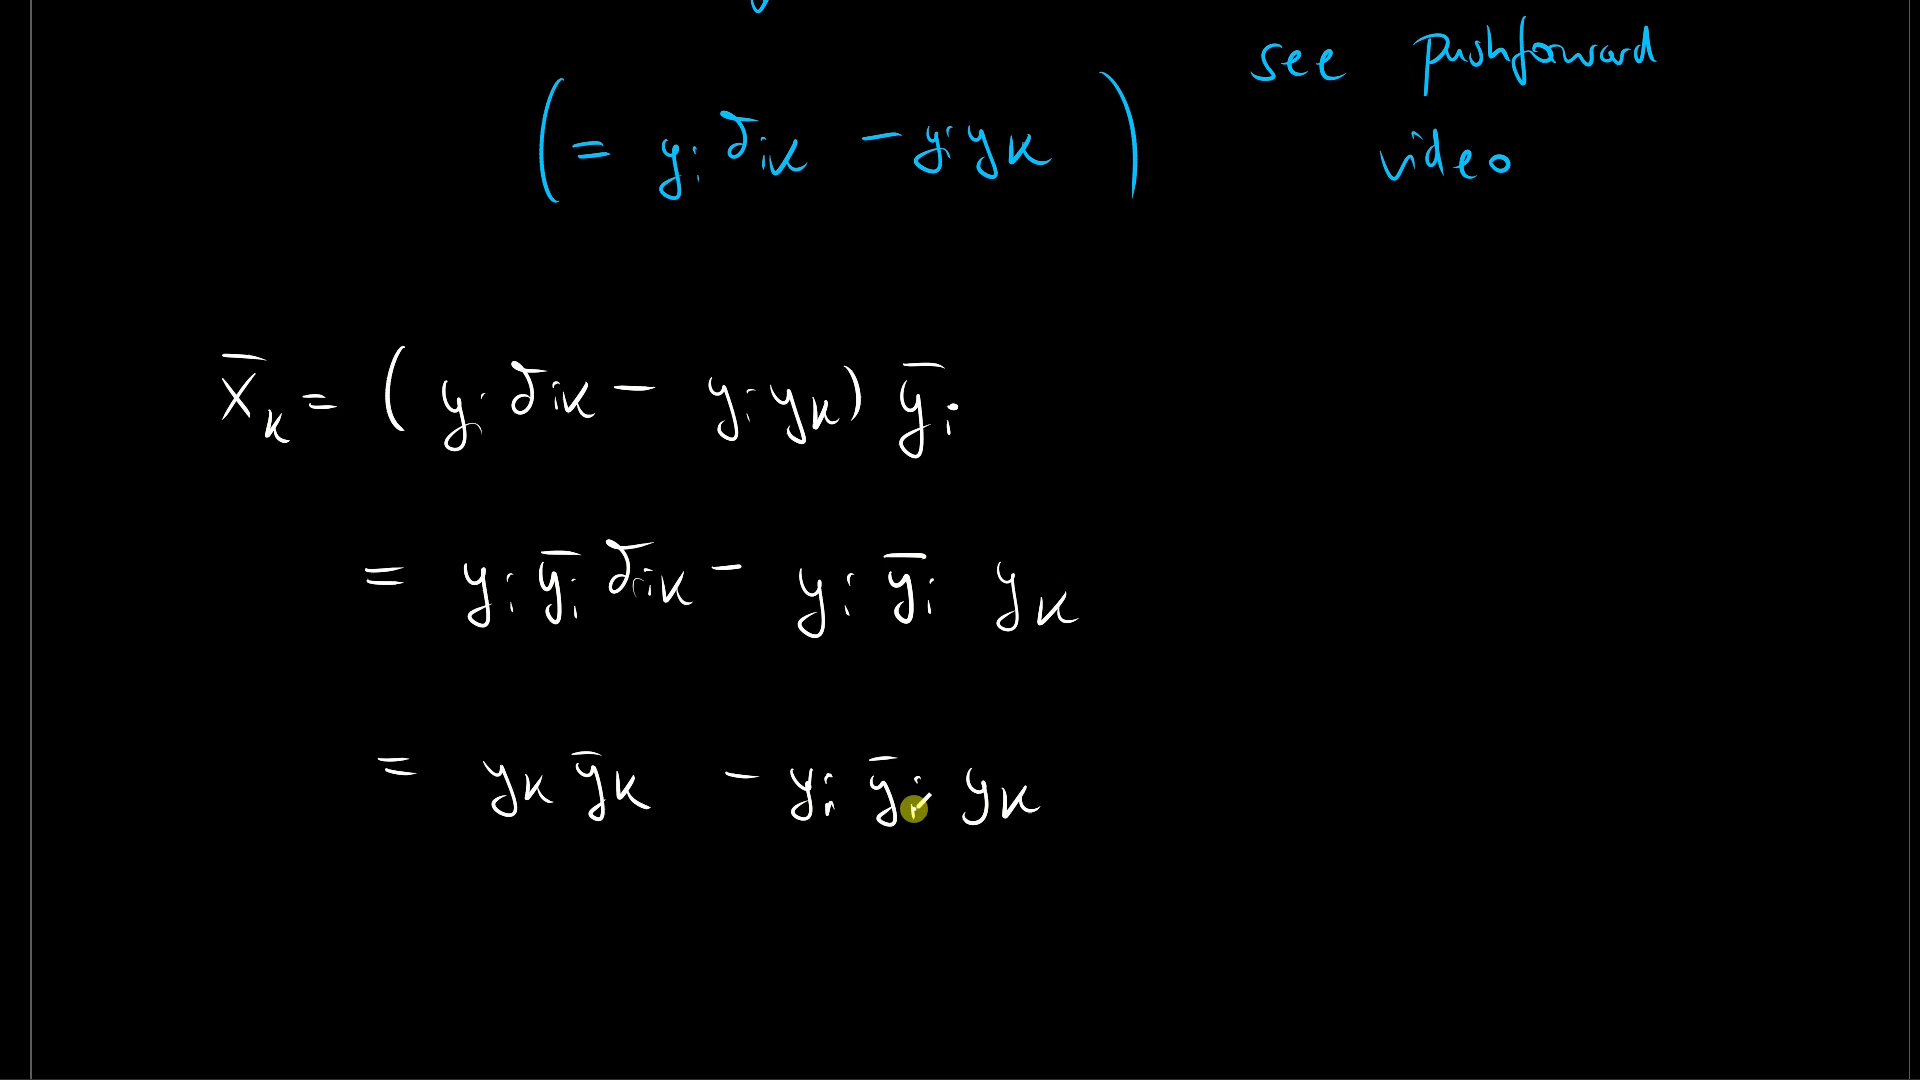 see pushforward
(= yᵢ δᵢₖ − yᵢ yₖ) video
x̄ₖ = (yᵢ δᵢₖ − yᵢ yₖ) ȳᵢ
= yᵢ ȳᵢ δᵢₖ − yᵢ ȳᵢ yₖ
= yₖ ȳₖ − yᵢ ȳᵢ yₖ